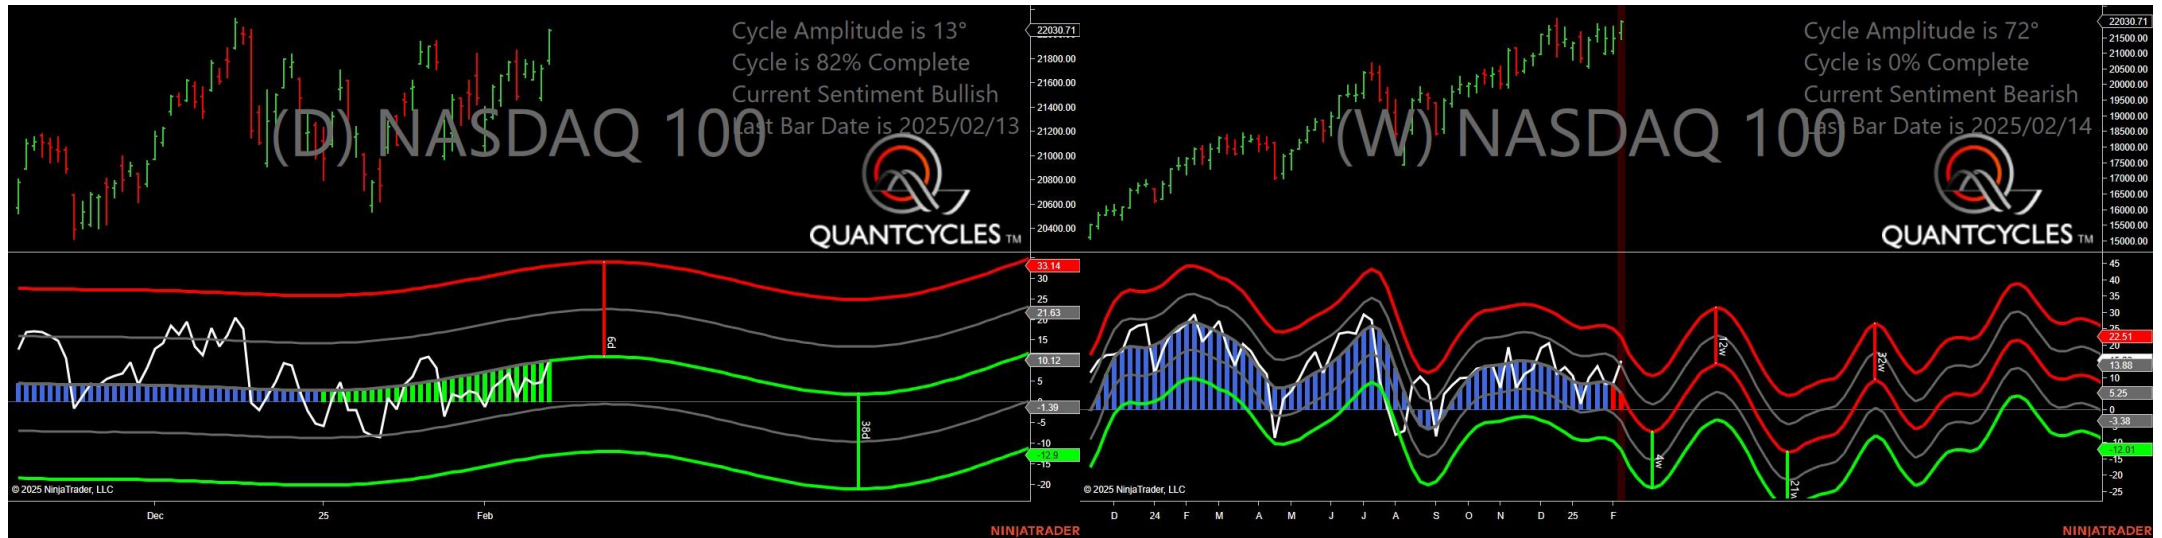 Cycle Amplitude is 13°
Cycle is 82% Complete
Current Sentiment Bullish
Last Bar Date is 2025/02/13
(D) NASDAQ 100
QUANTCYCLES TM
22030.71
21800.00
21600.00
21400.00
21200.00
21000.00
20800.00
20600.00
20400.00
33.14
30
25
21.63
20
15
10.12
5
-1.39
-5
-10
-12.9
-15
-20
6d
38d
© 2025 NinjaTrader, LLC
Dec
25
Feb
NINJATRADER
Cycle Amplitude is 72°
Cycle is 0% Complete
Current Sentiment Bearish
Last Bar Date is 2025/02/14
(W) NASDAQ 100
QUANTCYCLES TM
22030.71
21500.00
21000.00
20500.00
20000.00
19500.00
19000.00
18500.00
18000.00
17500.00
17000.00
16500.00
16000.00
15500.00
15000.00
45
40
35
30
25
22.51
20
13.88
10
5.25
0
-3.38
-12.01
-15
-20
-25
4w
12w
21w
32w
© 2025 NinjaTrader, LLC
D
24
F
M
A
M
J
J
A
S
O
N
D
25
F
NINJATRADER